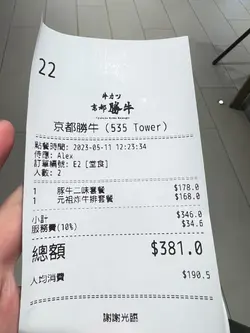 22
牛カツ
京都 勝牛
京都勝牛 (535 Tower)
點餐時間: 2023-05-11 12:23:34
侍應: Alex
訂單編號: E2 [堂食]
人數: 2
1 豚牛二味套餐 $178.0
1 元祖炸牛排套餐 $168.0
小計 $346.0
服務費(10%) $34.6
總額 $381.0
人均消費 $190.5
謝謝光臨